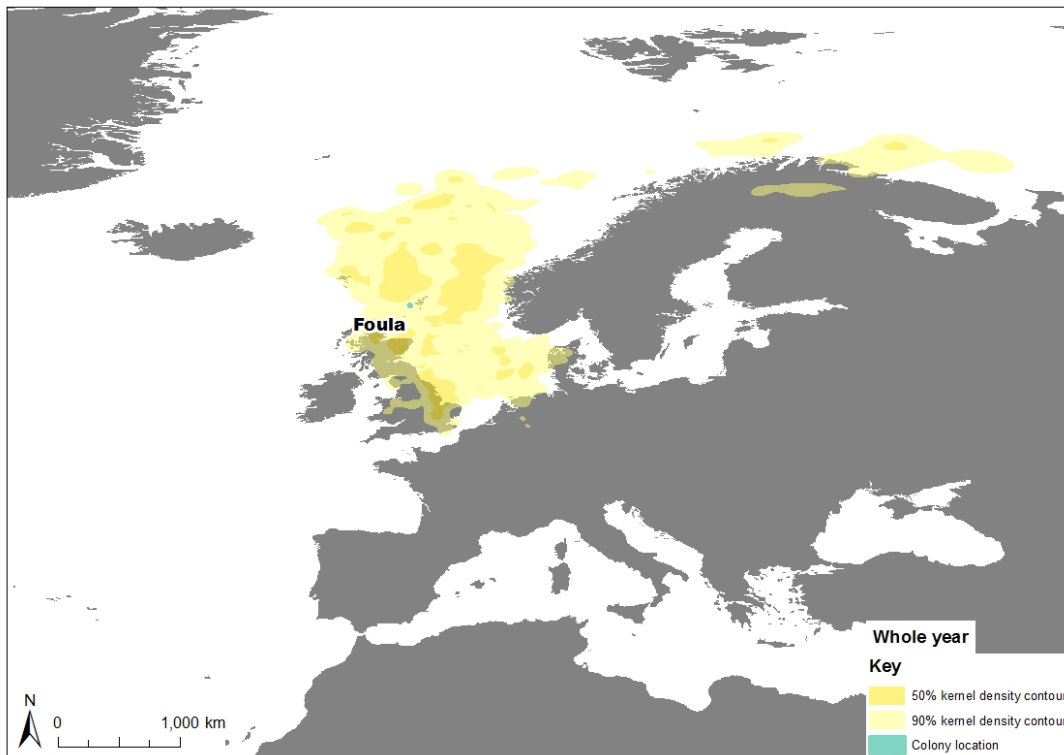 Foula
Whole year
Key
50% kernel density contour
90% kernel density contour
Colony location
N
0 1,000 km